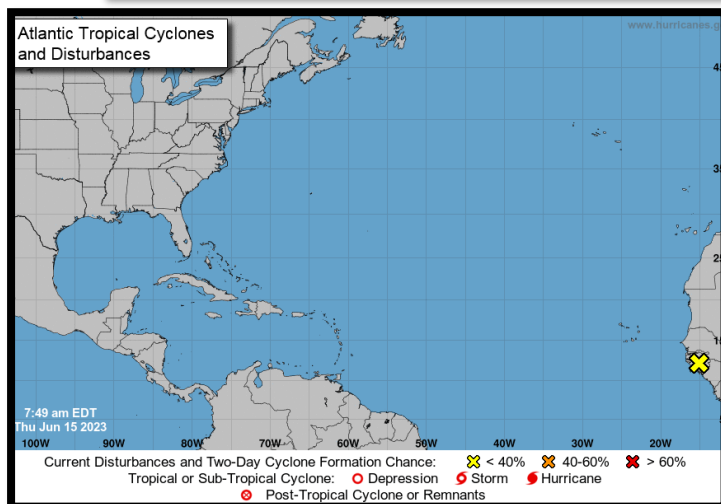 Atlantic Tropical Cyclones
and Disturbances
www.hurricanes.g
7:49 am EDT
Thu Jun 15 2023
100W 90W 80W 70W 60W 50W 40W 30W 20W
Current Disturbances and Two-Day Cyclone Formation Chance: < 40% 40-60% > 60%
Tropical or Sub-Tropical Cyclone: Depression Storm Hurricane
Post-Tropical Cyclone or Remnants